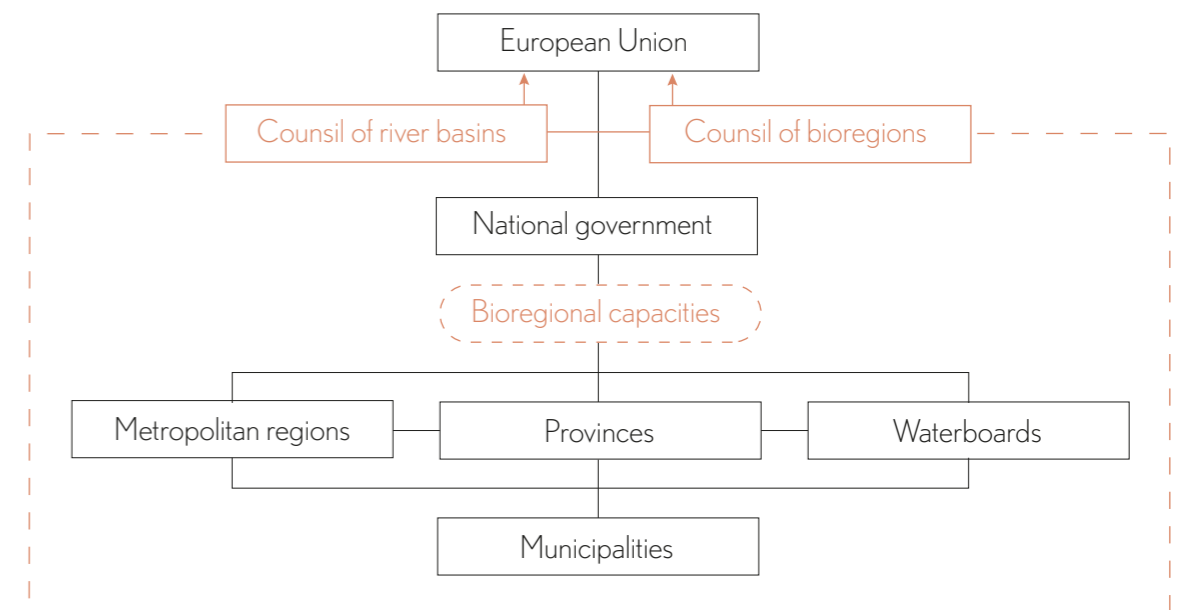 European Union
Counsil of river basins
Counsil of bioregions
National government
Bioregional capacities
Metropolitan regions
Provinces
Waterboards
Municipalities